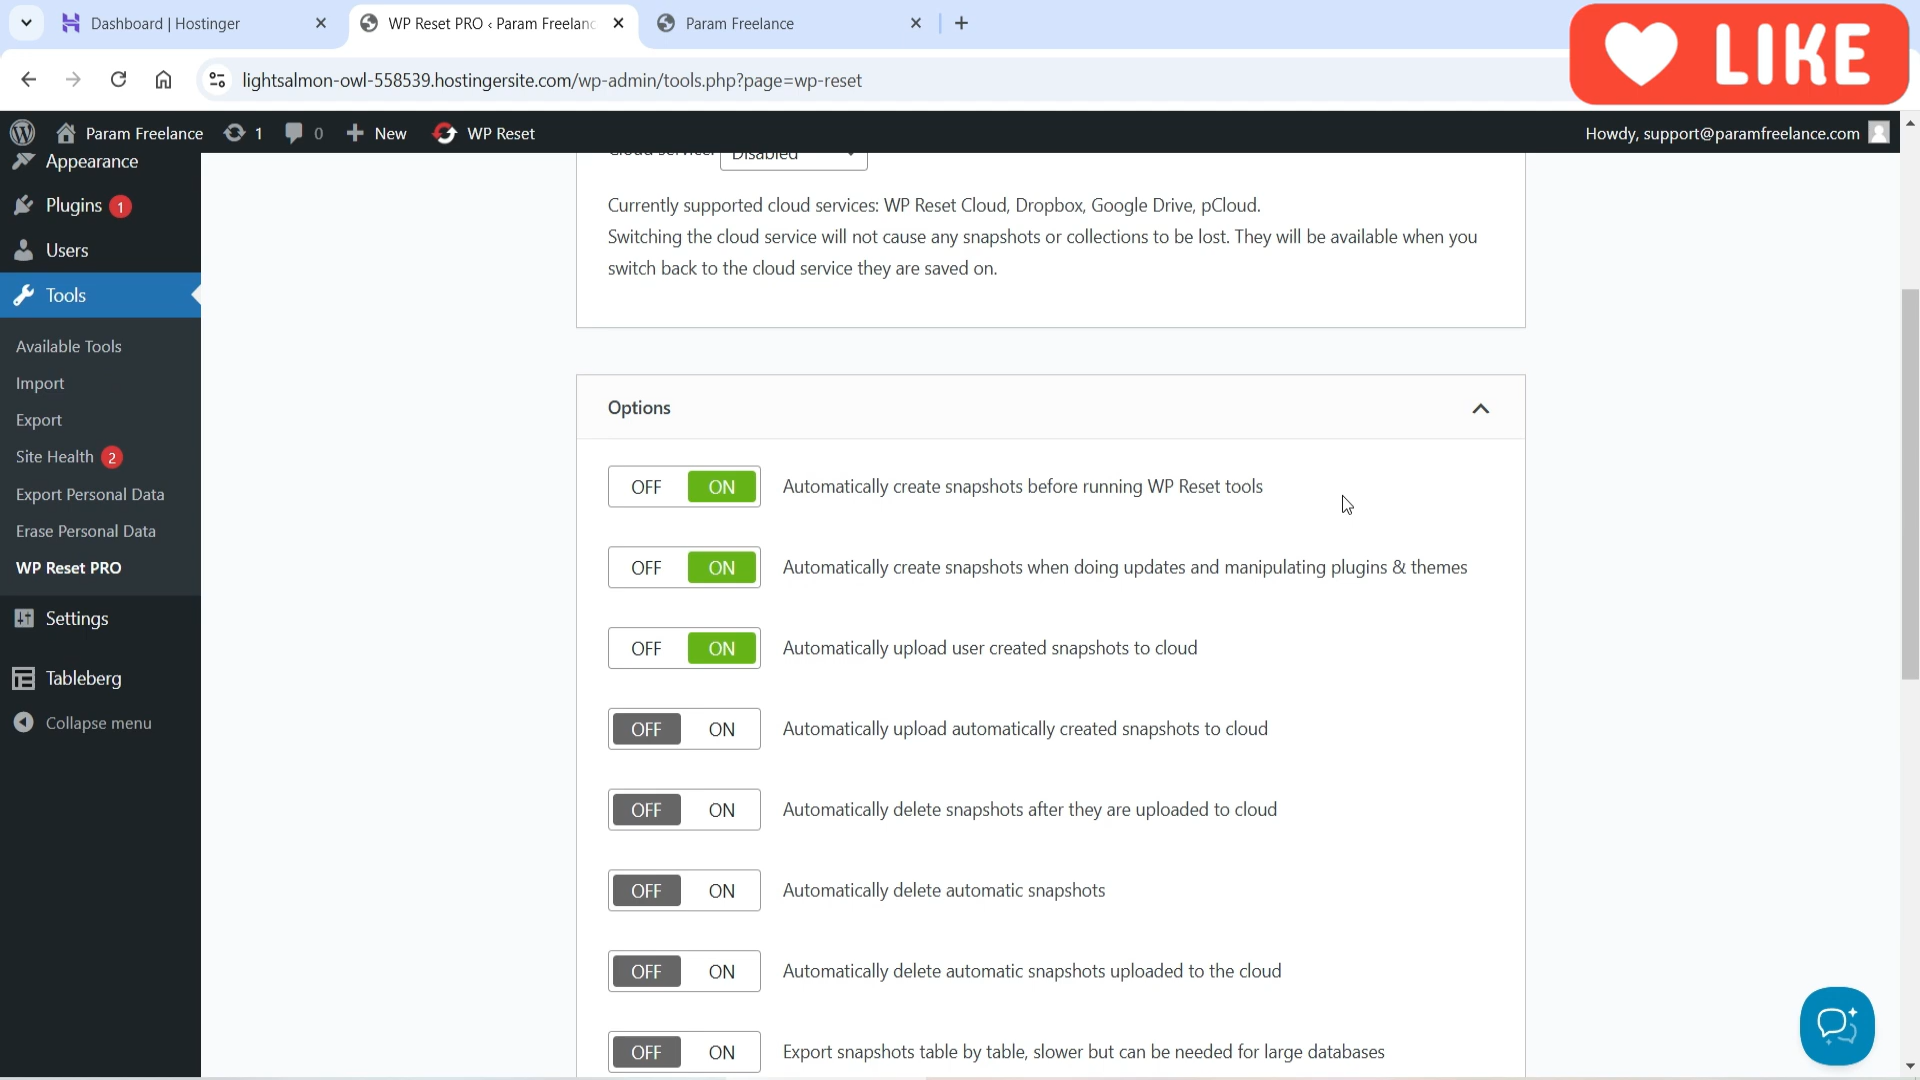 Dashboard | Hostinger
WP Reset PRO ‹ Param Freelanc
Param Freelance
LIKE
lightsalmon-owl-558539.hostingersite.com/wp-admin/tools.php?page=wp-reset
Param Freelance
1
0
New
WP Reset
Howdy, support@paramfreelance.com
Appearance
Plugins 1
Users
Tools
Available Tools
Import
Export
Site Health 2
Export Personal Data
Erase Personal Data
WP Reset PRO
Settings
Tableberg
Collapse menu
Cloud service: Disabled
Currently supported cloud services: WP Reset Cloud, Dropbox, Google Drive, pCloud.
Switching the cloud service will not cause any snapshots or collections to be lost. They will be available when you
switch back to the cloud service they are saved on.
Options
OFF ON Automatically create snapshots before running WP Reset tools
OFF ON Automatically create snapshots when doing updates and manipulating plugins & themes
OFF ON Automatically upload user created snapshots to cloud
OFF ON Automatically upload automatically created snapshots to cloud
OFF ON Automatically delete snapshots after they are uploaded to cloud
OFF ON Automatically delete automatic snapshots
OFF ON Automatically delete automatic snapshots uploaded to the cloud
OFF ON Export snapshots table by table, slower but can be needed for large databases